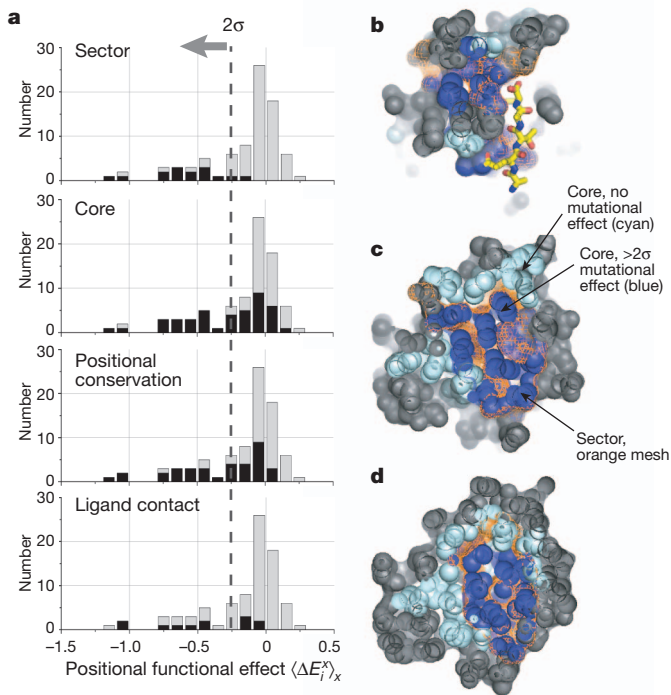 a
2σ
b
Sector
Number
30
20
10
0
Core
Number
30
20
10
0
Positional
conservation
Number
30
20
10
0
Ligand contact
Number
30
20
10
0
−1.5 −1.0 −0.5 0 0.5
Positional functional effect ⟨ΔE_i^x⟩_x
Core, no
mutational
effect (cyan)
c
Core, >2σ
mutational
effect (blue)
Sector,
orange mesh
d